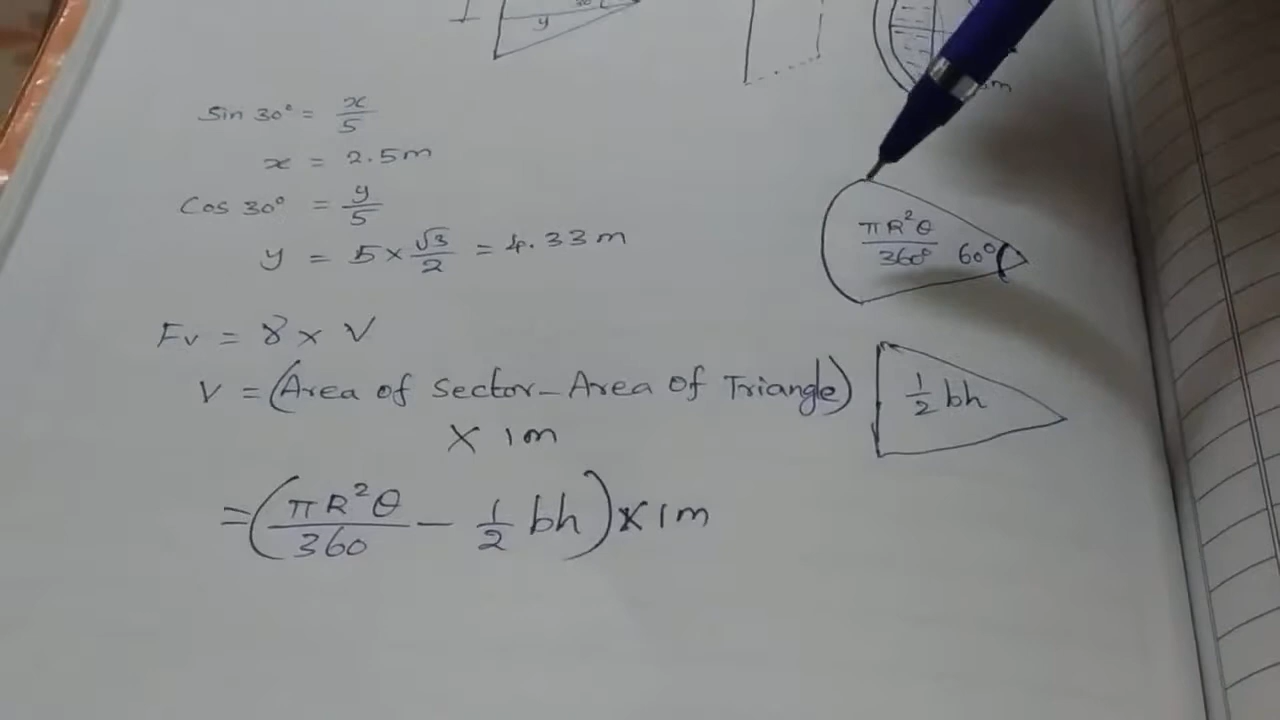 y
30
m
Sin 30° = x/5
x = 2.5m
Cos 30° = y/5
y = 5 × √3/2 = 4.33 m
πR²θ/360° 60°
Fv = γ × V
V = (Area of Sector - Area of Triangle)
× 1m
1/2 bh
= (πR²θ/360 - 1/2 bh) × 1m